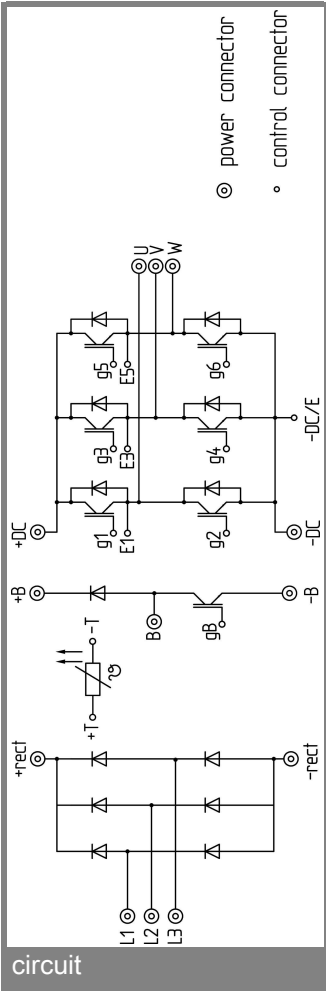 power connector
control connector
U
V
W
g5
E5
g6
g3
E3
g4
-DC/E
+DC
g1
E1
g2
-DC
+B
B
gB
-B
-T
+T
ϑ
+rect
-rect
L1
L2
L3
circuit